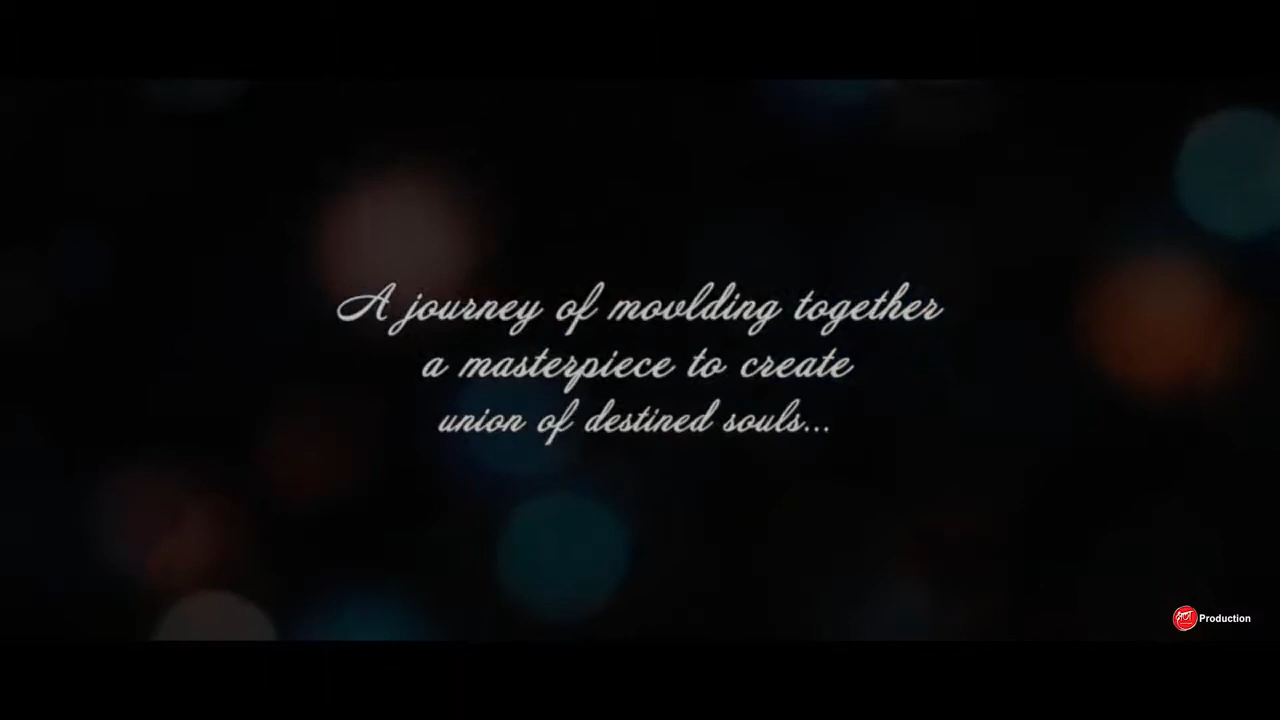 A journey of movlding together
a masterpiece to create
union of destined souls...
Production